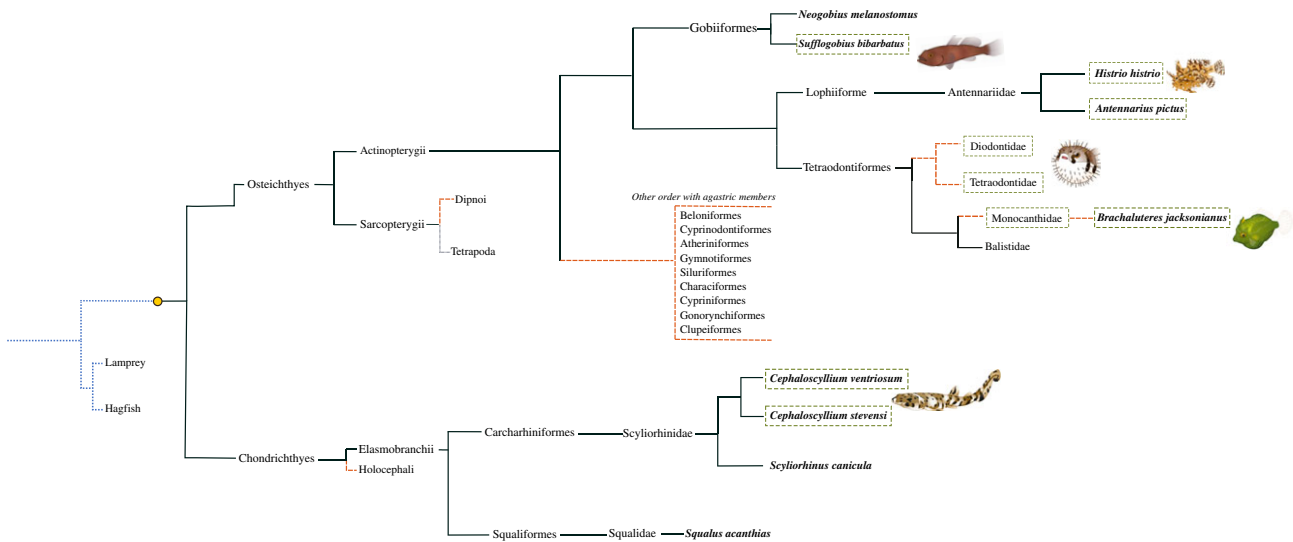 Neogobius melanostomus
Gobiiformes
Sufflogobius bibarbatus
Histrio histrio
Lophiiforme
Antennariidae
Antennarius pictus
Diodontidae
Actinopterygii
Tetraodontiformes
Osteichthyes
Tetraodontidae
Dipnoi
Other order with agastric members
Beloniformes
Cyprinodontiformes
Atheriniformes
Gymnotiformes
Siluriformes
Characiformes
Cypriniformes
Gonorynchiformes
Clupeiformes
Sarcopterygii
Monocanthidae
Brachaluteres jacksonianus
Tetrapoda
Balistidae
Lamprey
Hagfish
Cephaloscyllium ventriosum
Cephaloscyllium stevensi
Carcharhiniformes
Scyliorhinidae
Elasmobranchii
Chondrichthyes
Holocephali
Scyliorhinus canicula
Squaliformes
Squalidae
Squalus acanthias